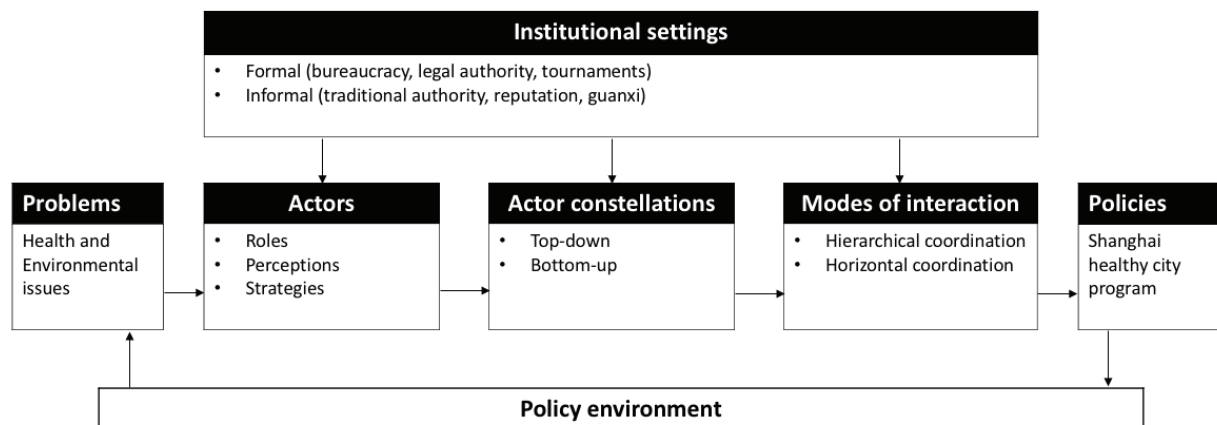 Institutional settings
• Formal (bureaucracy, legal authority, tournaments)
• Informal (traditional authority, reputation, guanxi)
Problems
Health and
Environmental
issues
Actors
• Roles
• Perceptions
• Strategies
Actor constellations
• Top-down
• Bottom-up
Modes of interaction
• Hierarchical coordination
• Horizontal coordination
Policies
Shanghai
healthy city
program
Policy environment